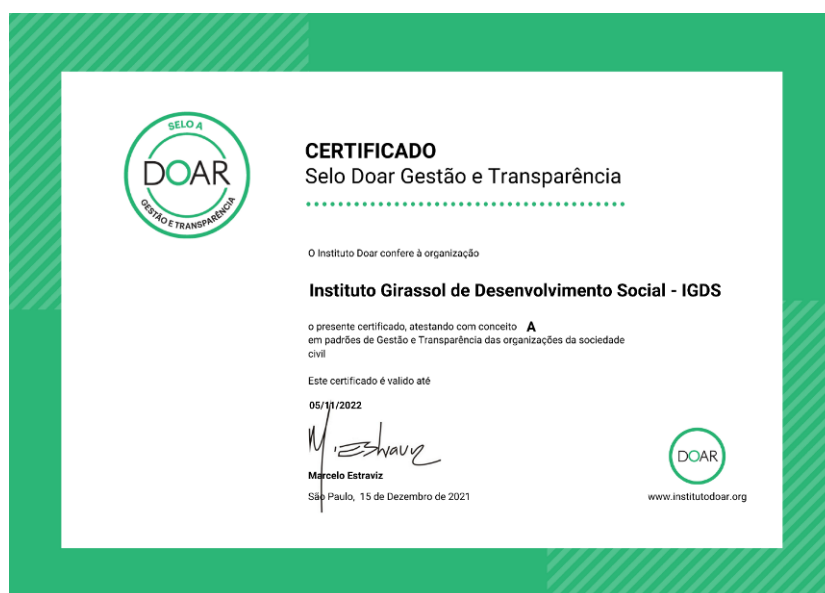 SELO A
DOAR
GESTÃO E TRANSPARÊNCIA
CERTIFICADO
Selo Doar Gestão e Transparência
O Instituto Doar confere à organização
Instituto Girassol de Desenvolvimento Social - IGDS
o presente certificado, atestando com conceito A
em padrões de Gestão e Transparência das organizações da sociedade
civil
Este certificado é valido até
05/11/2022
Marcelo Estraviz
São Paulo, 15 de Dezembro de 2021
DOAR
www.institutodoar.org